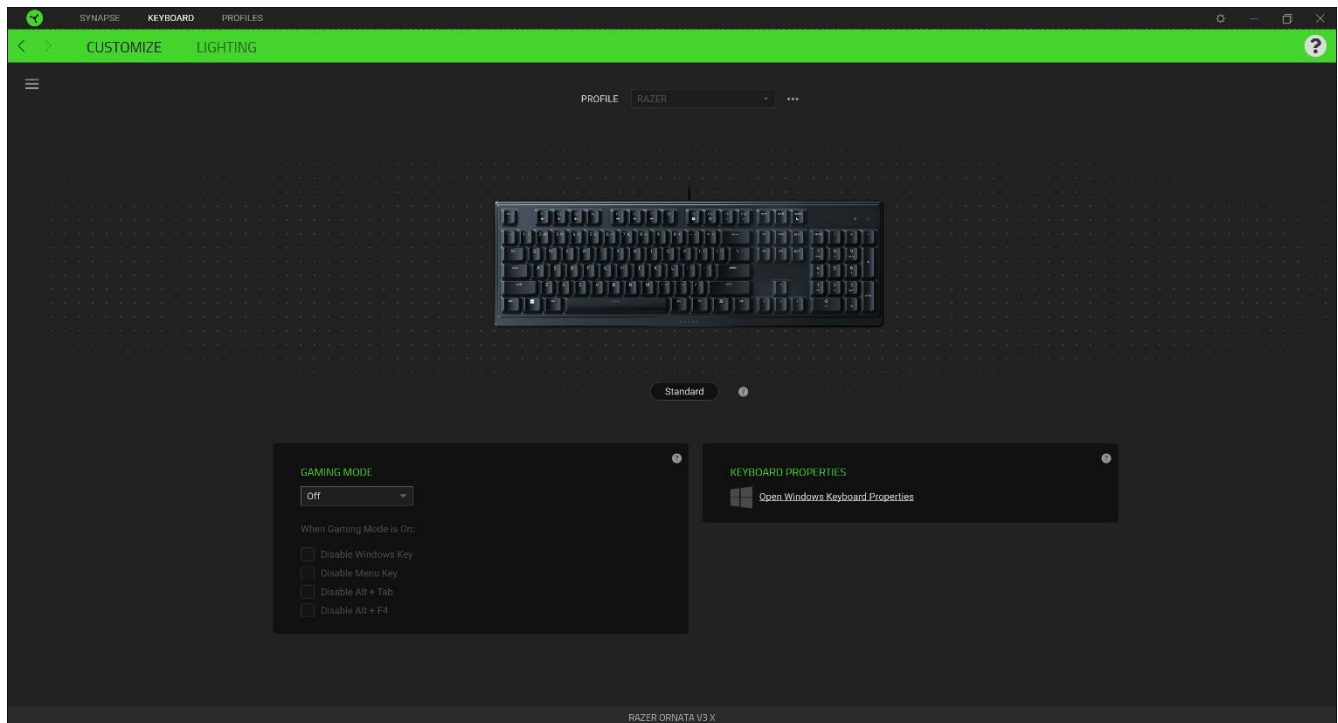 SYNAPSE KEYBOARD PROFILES
CUSTOMIZE LIGHTING
?
PROFILE RAZER
Standard ?
?
GAMING MODE
Off
When Gaming Mode is On:
Disable Windows Key
Disable Menu Key
Disable Alt + Tab
Disable Alt + F4
?
KEYBOARD PROPERTIES
Open Windows Keyboard Properties
RAZER ORNATA V3 X